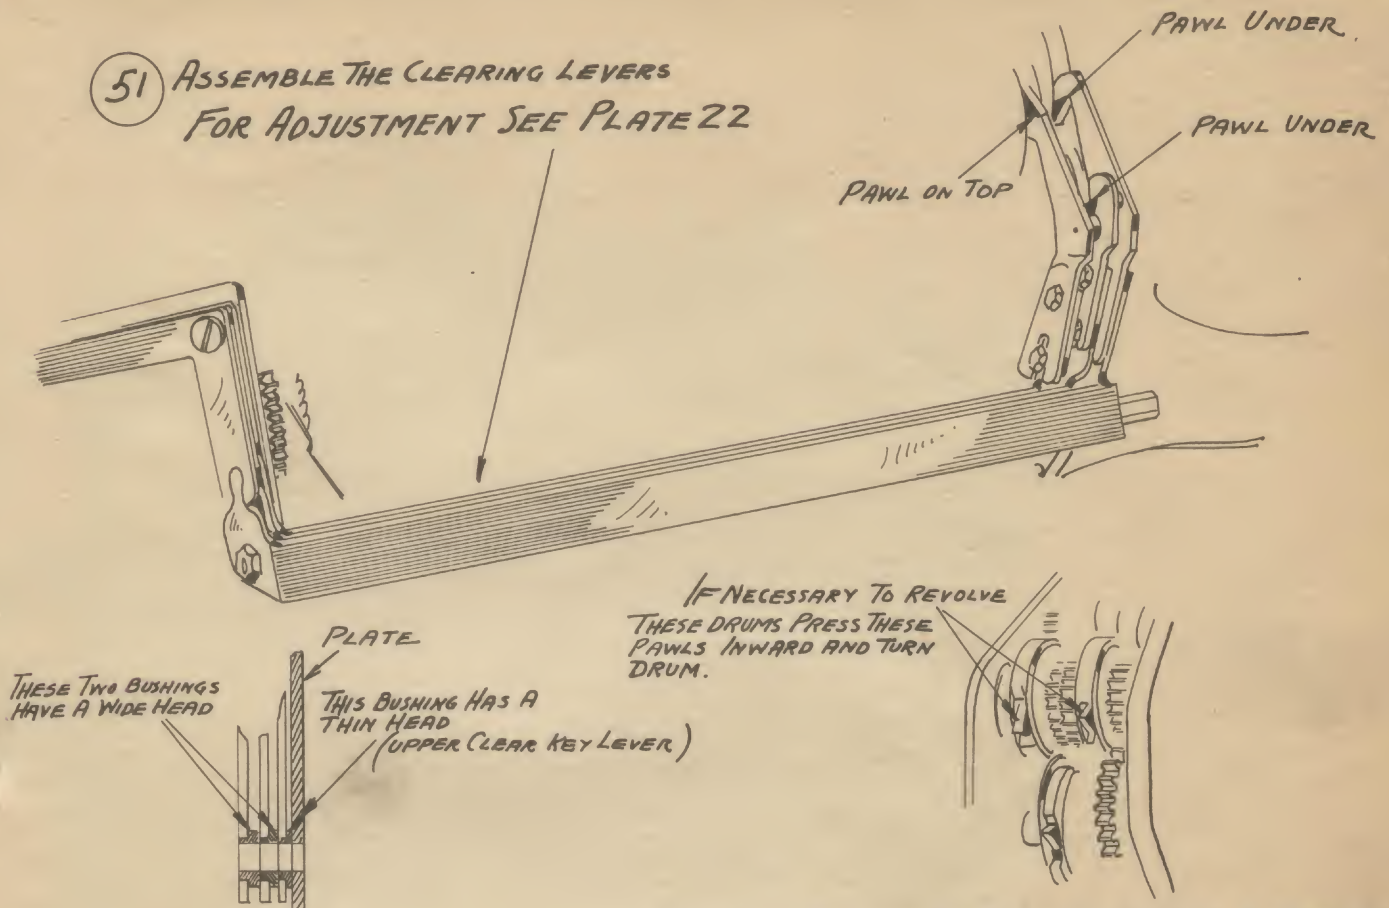 51 ASSEMBLE THE CLEARING LEVERS
FOR ADJUSTMENT SEE PLATE 22
PAWL UNDER
PAWL UNDER
PAWL ON TOP
IF NECESSARY TO REVOLVE
THESE DRUMS PRESS THESE
PAWLS INWARD AND TURN
DRUM.
PLATE
THESE TWO BUSHINGS
HAVE A WIDE HEAD
THIS BUSHING HAS A
THIN HEAD
(UPPER CLEAR KEY LEVER)